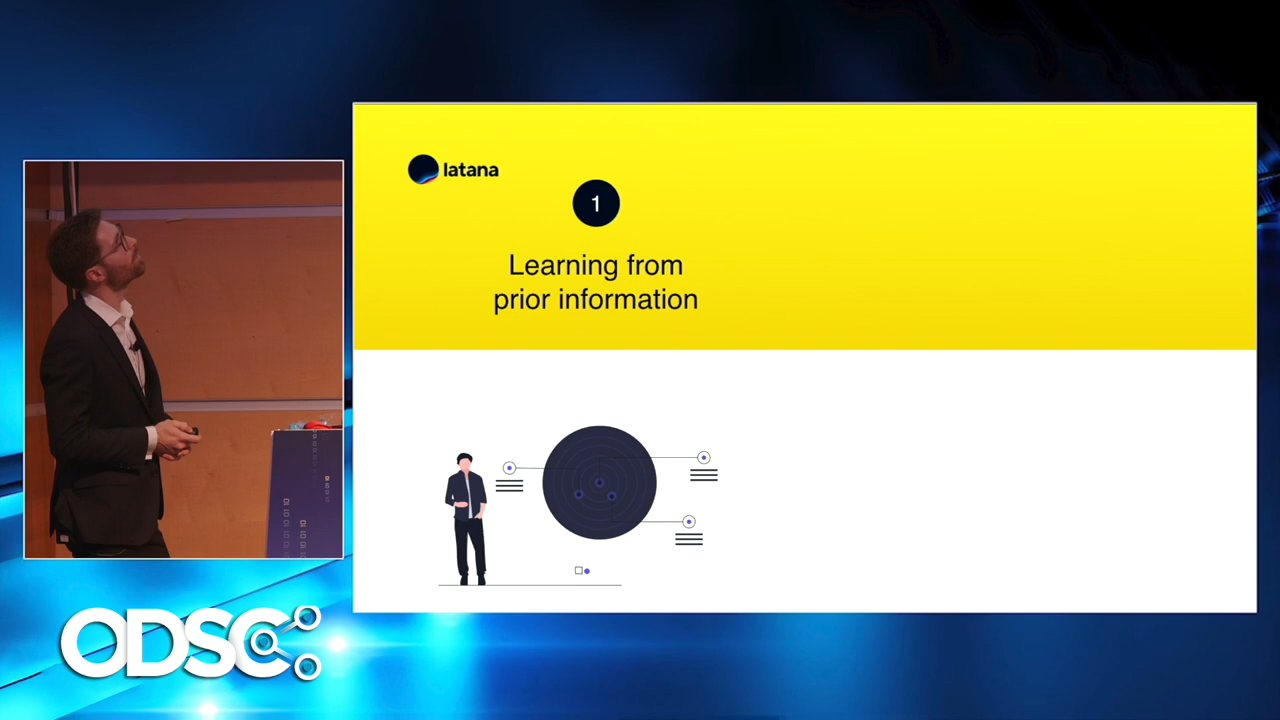 latana
1
Learning from
prior information
ODSC